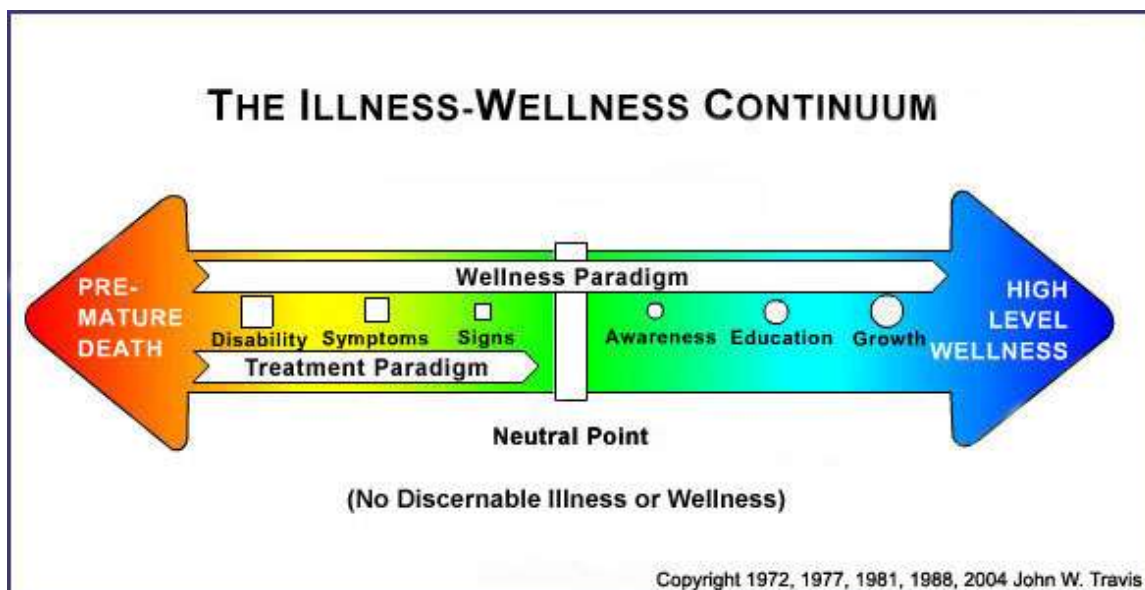 THE ILLNESS-WELLNESS CONTINUUM
PRE-
MATURE
DEATH
Wellness Paradigm
Disability Symptoms Signs Awareness Education Growth
Treatment Paradigm
HIGH
LEVEL
WELLNESS
Neutral Point
(No Discernable Illness or Wellness)
Copyright 1972, 1977, 1981, 1988, 2004 John W. Travis